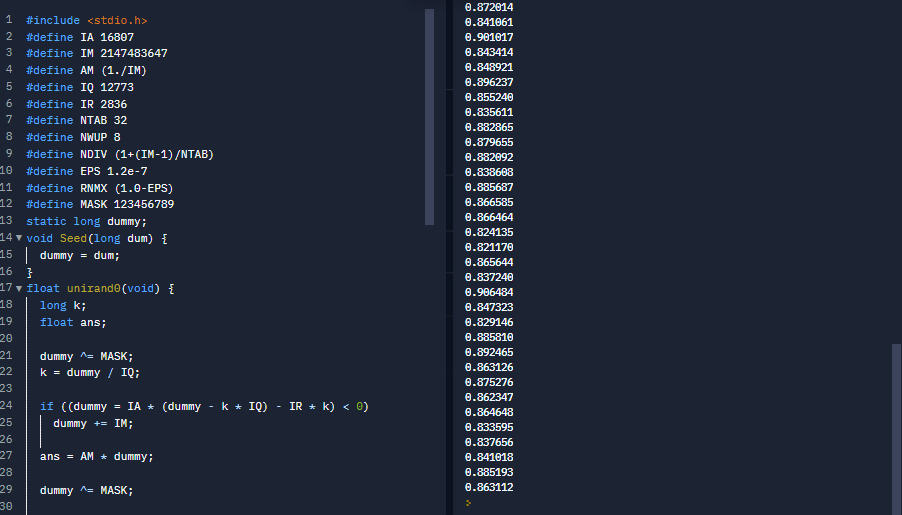 1 #include <stdio.h>
2 #define IA 16807
3 #define IM 2147483647
4 #define AM (1./IM)
5 #define IQ 12773
6 #define IR 2836
7 #define NTAB 32
8 #define NWUP 8
9 #define NDIV (1+(IM-1)/NTAB)
10 #define EPS 1.2e-7
11 #define RNMX (1.0-EPS)
12 #define MASK 123456789
13 static long dummy;
14 void Seed(long dum) {
15 dummy = dum;
16 }
17 float unirand0(void) {
18 long k;
19 float ans;
20
21 dummy ^= MASK;
22 k = dummy / IQ;
23
24 if ((dummy = IA * (dummy - k * IQ) - IR * k) < 0)
25 dummy += IM;
26
27 ans = AM * dummy;
28
29 dummy ^= MASK;
30
0.872014
0.841061
0.901017
0.843414
0.848921
0.896237
0.855240
0.835611
0.882865
0.879655
0.882092
0.838608
0.885687
0.866585
0.866464
0.824135
0.821170
0.865644
0.837240
0.906484
0.847323
0.829146
0.885810
0.892465
0.863126
0.875276
0.862347
0.864648
0.833595
0.837656
0.841018
0.885193
0.863112
>